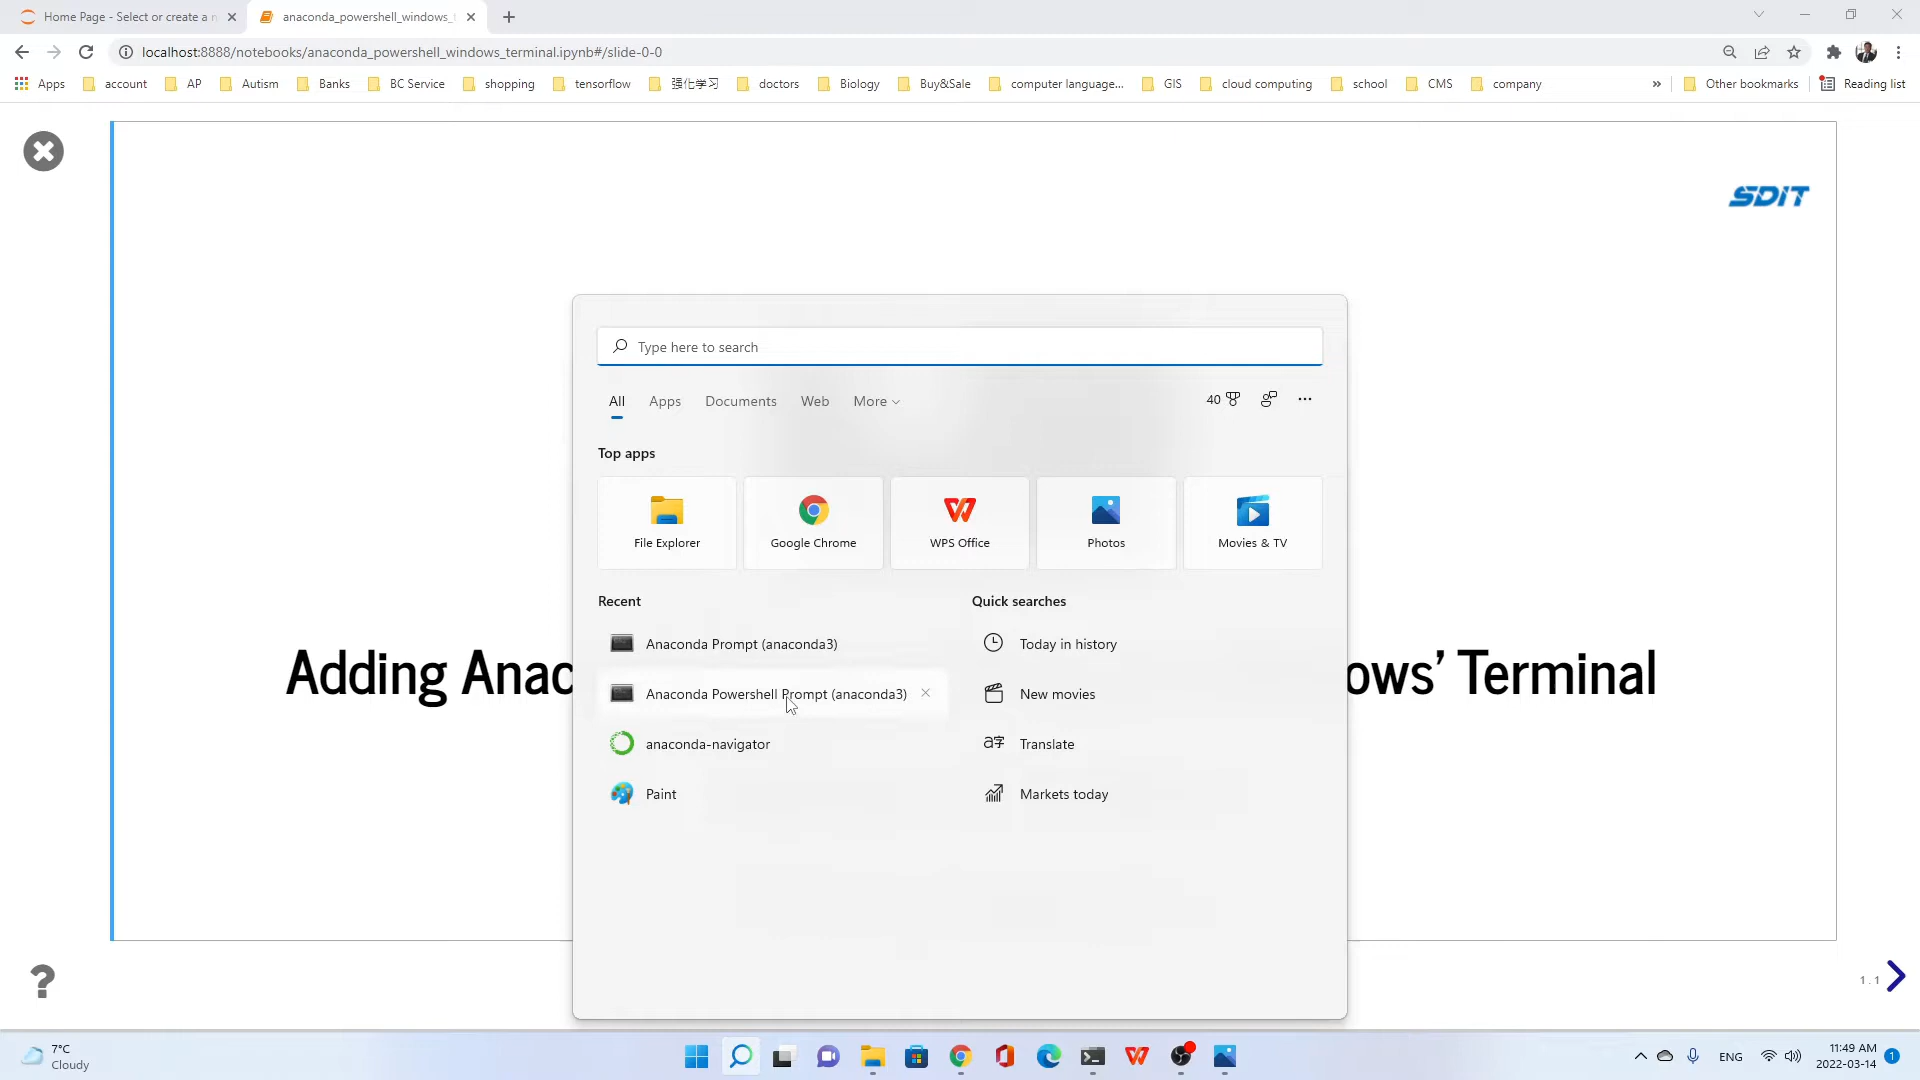 Home Page - Select or create a n
anaconda_powershell_windows_t
localhost:8888/notebooks/anaconda_powershell_windows_terminal.ipynb#/slide-0-0
Apps account AP Autism Banks BC Service shopping tensorflow 强化学习 doctors Biology Buy&Sale computer language... GIS cloud computing school CMS company » Other bookmarks Reading list
SDIT
Type here to search
All Apps Documents Web More 40
Top apps
File Explorer Google Chrome WPS Office Photos Movies & TV
Recent Quick searches
Anaconda Prompt (anaconda3) Today in history
Adding Anac ows' Terminal
Anaconda Powershell Prompt (anaconda3) New movies
anaconda-navigator Translate
Paint Markets today
?
1.1
7°C
Cloudy
ENG
11:49 AM
2022-03-14
1